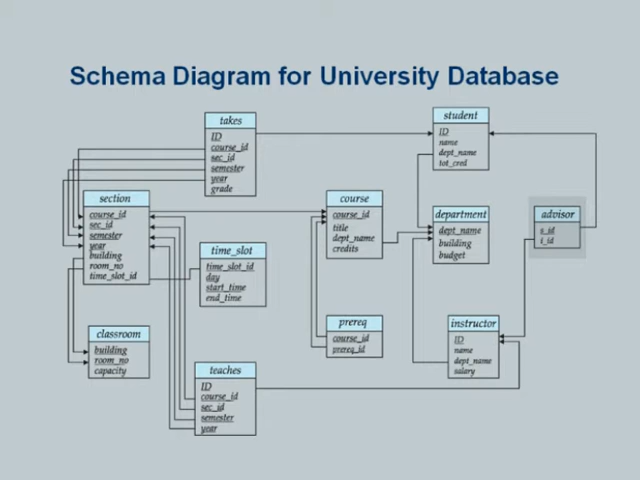 Schema Diagram for University Database
takes
ID
course_id
sec_id
semester
year
grade
student
ID
name
dept_name
tot_cred
section
course_id
sec_id
semester
year
building
room_no
time_slot_id
course
course_id
title
dept_name
credits
department
dept_name
building
budget
advisor
s_id
i_id
time_slot
time_slot_id
day
start_time
end_time
classroom
building
room_no
capacity
prereq
course_id
prereq_id
instructor
ID
name
dept_name
salary
teaches
ID
course_id
sec_id
semester
year